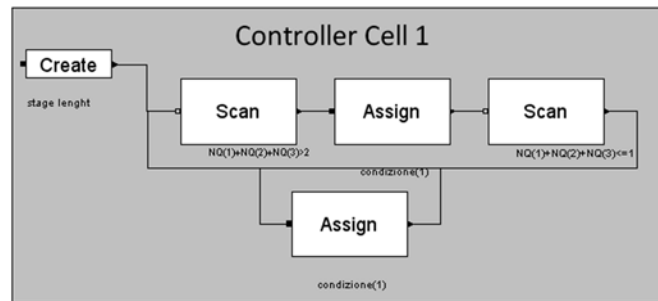 Controller Cell 1
Create
stage lenght
Scan
Assign
Scan
NQ(1)+NQ(2)+NQ(3)>2
condizione(1)
NQ(1)+NQ(2)+NQ(3)<=1
Assign
condizione(1)